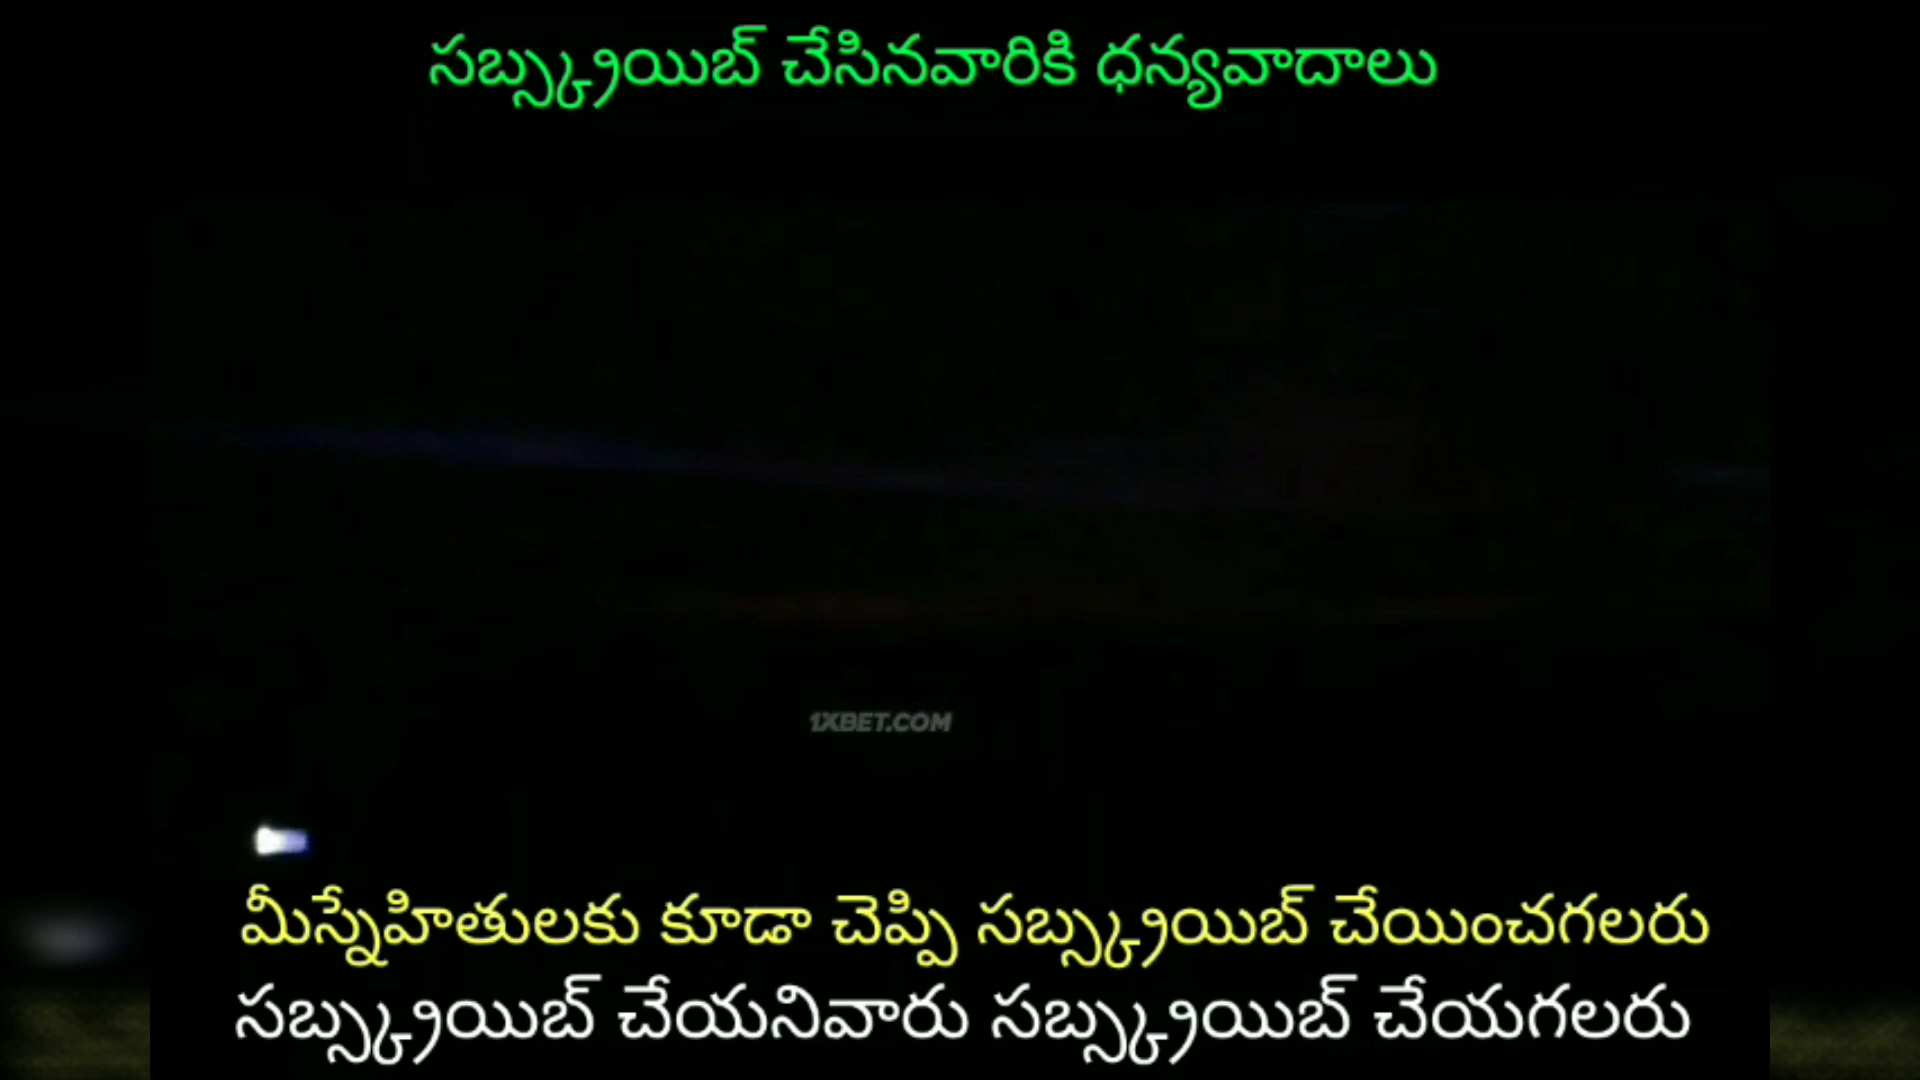 సబ్స్క్రయిబ్ చేసినవారికి ధన్యవాదాలు
1XBET.COM
మీస్నేహితులకు కూడా చెప్పి సబ్స్క్రయిబ్ చేయించగలరు
సబ్స్క్రయిబ్ చేయనివారు సబ్స్క్రయిబ్ చేయగలరు